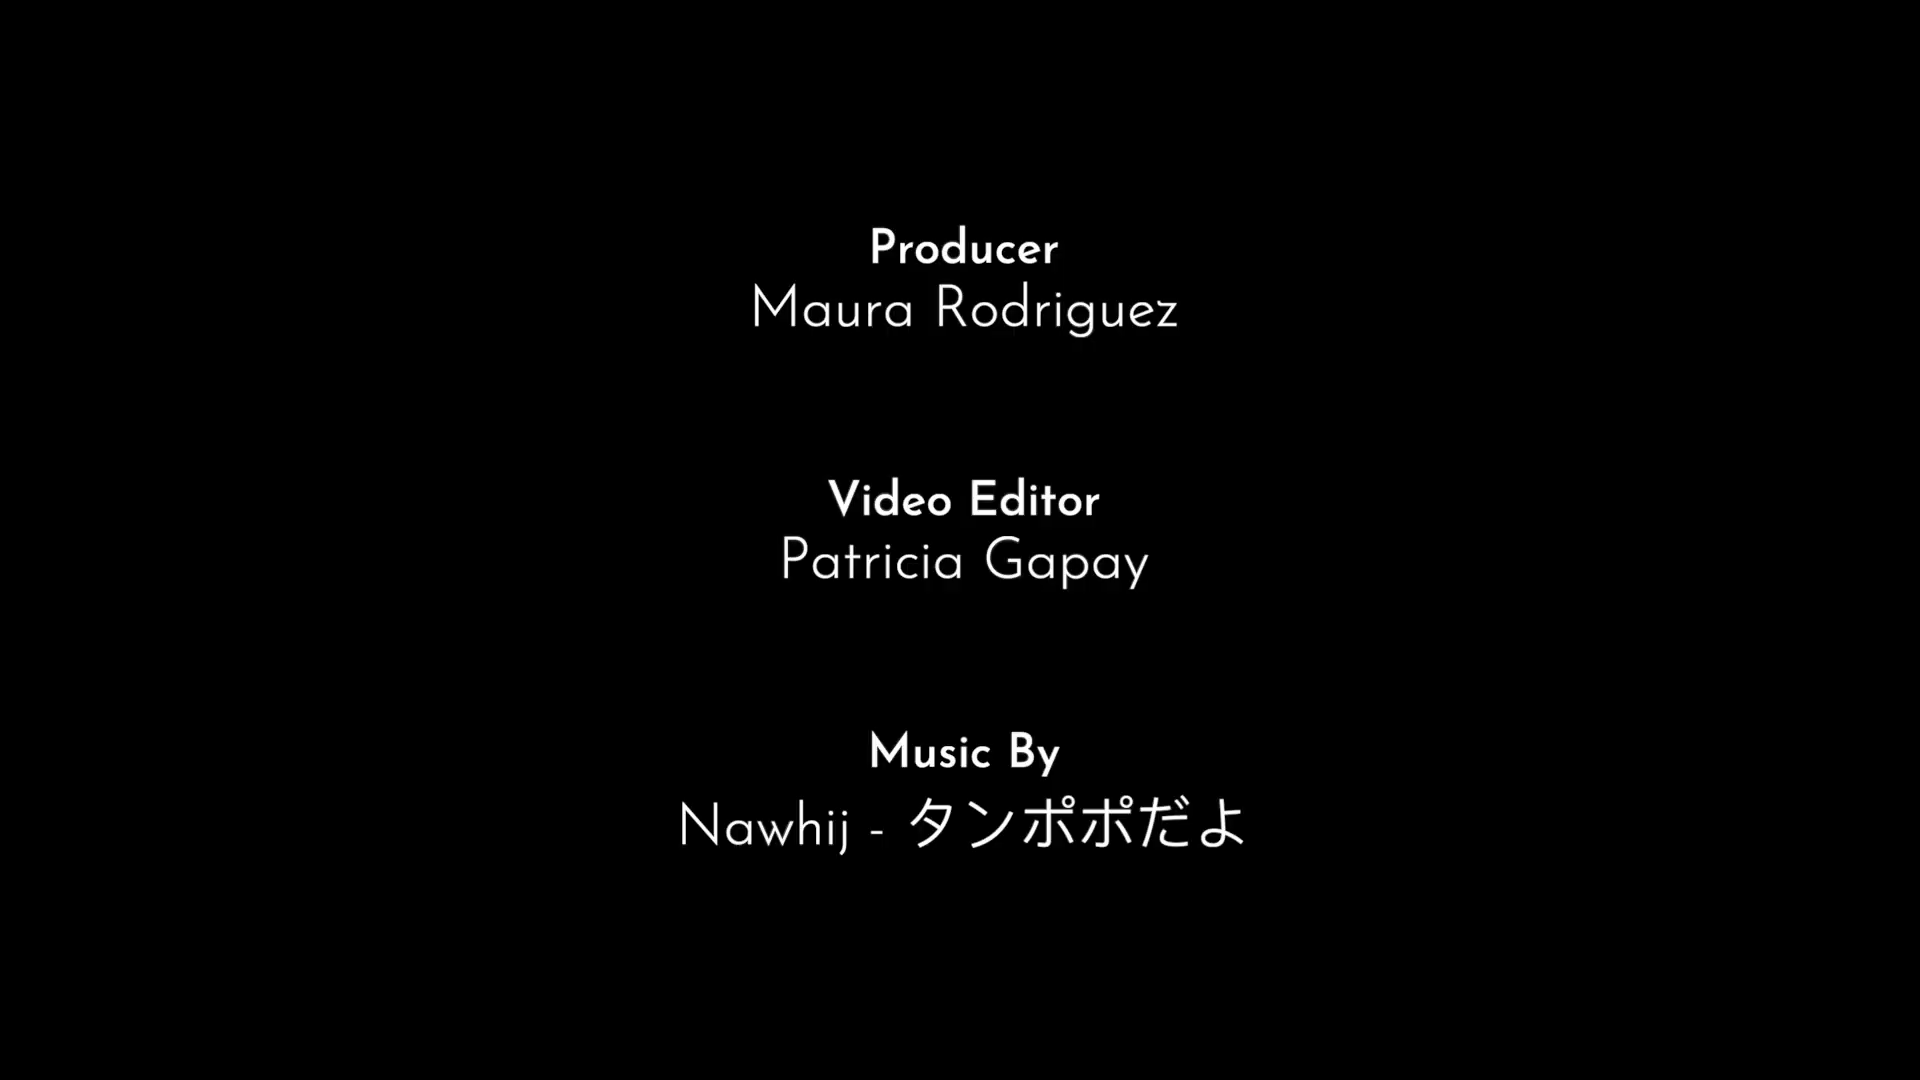 Producer
Maura Rodriguez
Video Editor
Patricia Gapay
Music By
Nawhij - タンポポだよ